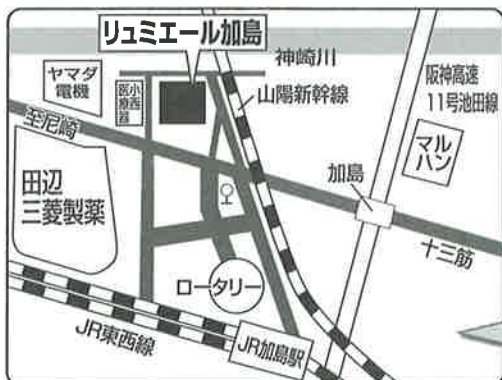 リュミエール加島
神崎川
ヤマダ
電機
小西
医療器
山陽新幹線
阪神高速
11号池田線
マル
ハン
至尼崎
加島
田辺
三菱製薬
十三筋
ロータリー
JR東西線
JR加島駅